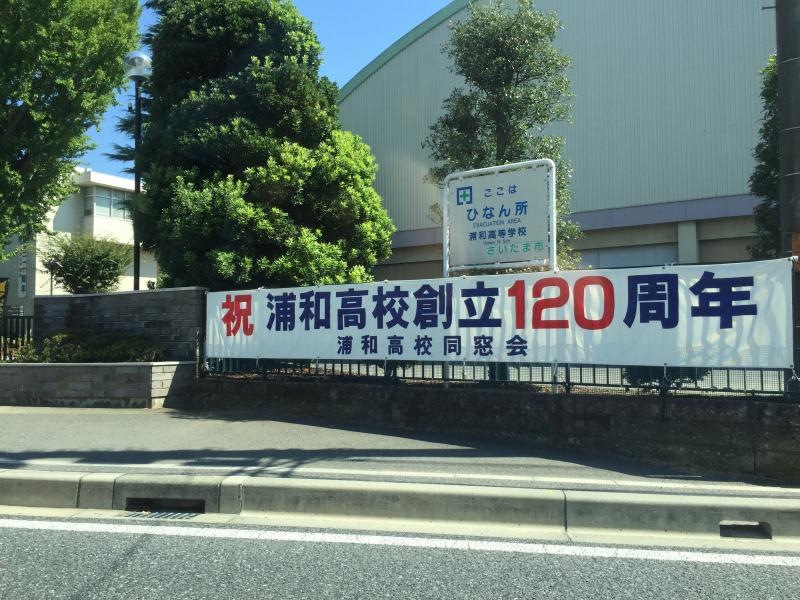 ここは
ひなん所
EVACUATION AREA
浦和高等学校
さいたま市
祝 浦和高校創立120周年
浦和高校同窓会